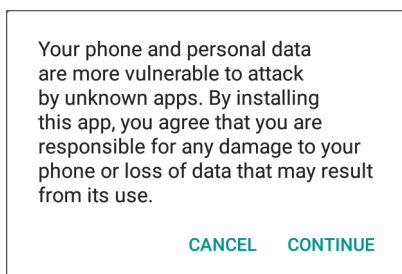 Your phone and personal data
are more vulnerable to attack
by unknown apps. By installing
this app, you agree that you are
responsible for any damage to your
phone or loss of data that may result
from its use.
CANCEL CONTINUE